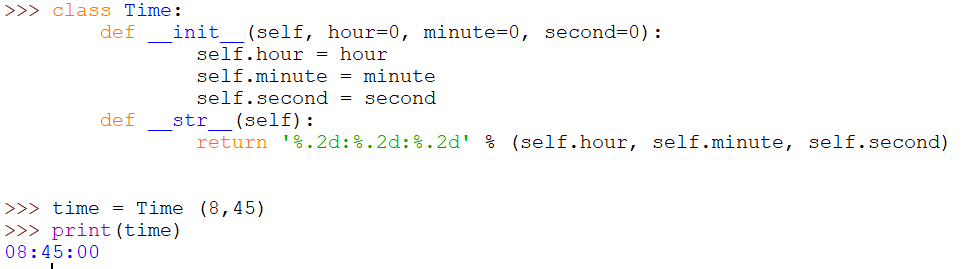 >>> class Time:
        def __init__(self, hour=0, minute=0, second=0):
                self.hour = hour
                self.minute = minute
                self.second = second
        def __str__(self):
                return '%.2d:%.2d:%.2d' % (self.hour, self.minute, self.second)
>>> time = Time (8,45)
>>> print(time)
08:45:00